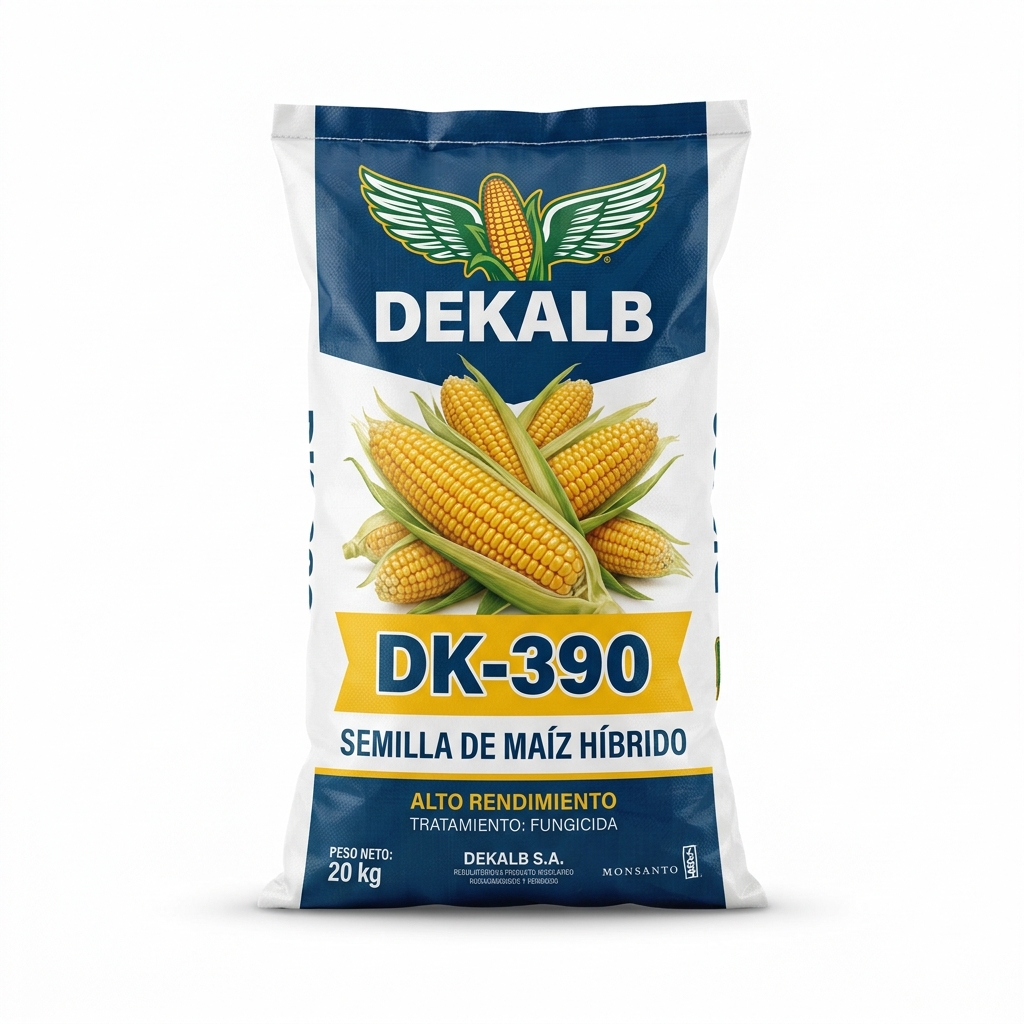 ®
DEKALB
DK-390
SEMILLA DE MAÍZ HÍBRIDO
ALTO RENDIMIENTO
TRATAMIENTO: FUNGICIDA
PESO NETO:
20 kg
DEKALB S.A.
MONSANTO